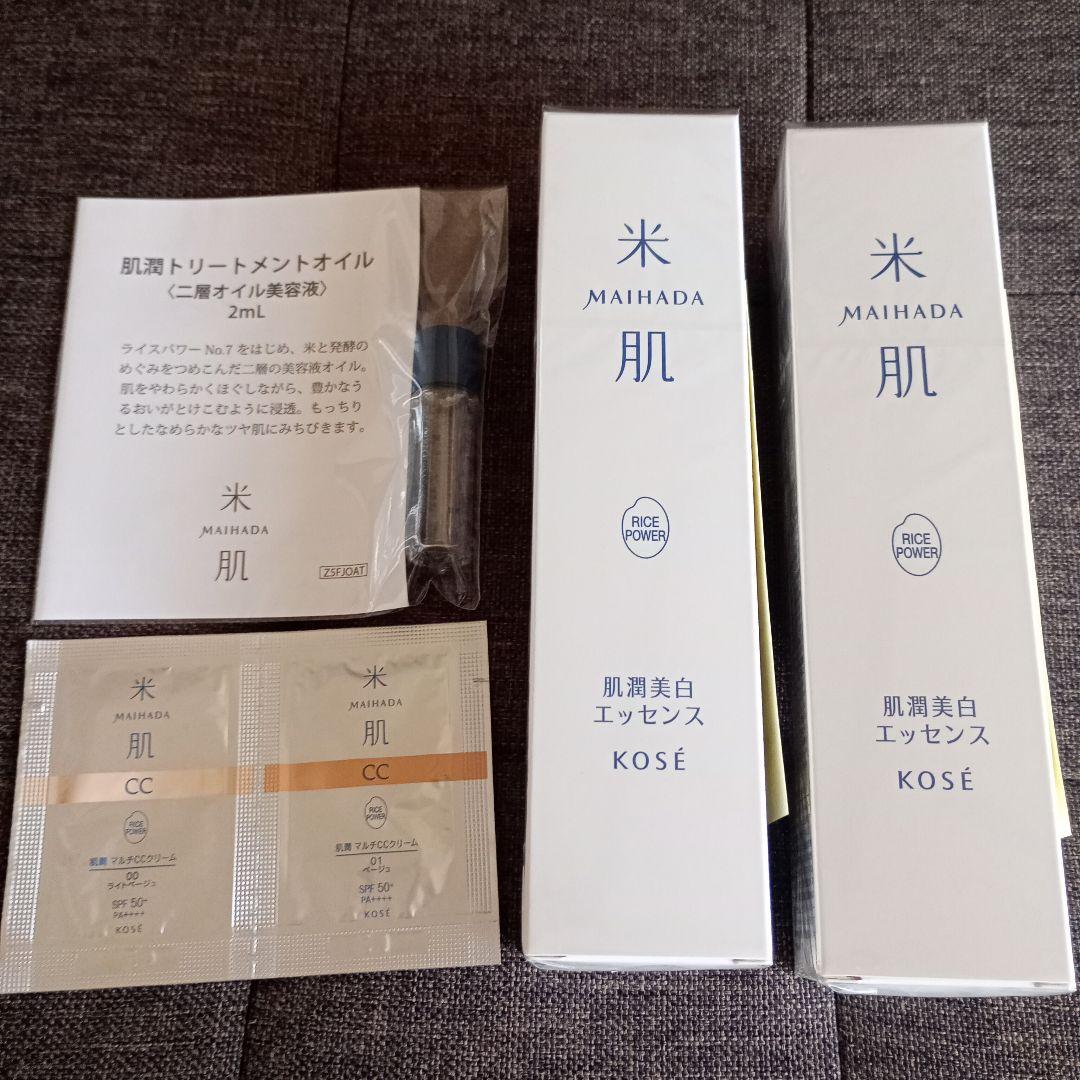 肌潤トリートメントオイル
〈二層オイル美容液〉
2mL
ライスパワー No.7 をはじめ、米と発酵の
めぐみをつめこんだ二層の美容液オイル。
肌をやわらかくほぐしながら、豊かなう
るおいがとけこむように浸透。もっちり
としたなめらかなツヤ肌にみちびきます。
米
MAIHADA
肌
Z5FJOAT
米
MAIHADA
肌
CC
RICE
POWER
肌潤 マルチCCクリーム
00
ライトベージュ
SPF 50+
PA++++
KOSÉ
米
MAIHADA
肌
CC
RICE
POWER
肌潤 マルチCCクリーム
01
ベージュ
SPF 50+
PA++++
KOSÉ
米
MAIHADA
肌
RICE
POWER
肌潤美白
エッセンス
KOSÉ
米
MAIHADA
肌
RICE
POWER
肌潤美白
エッセンス
KOSÉ